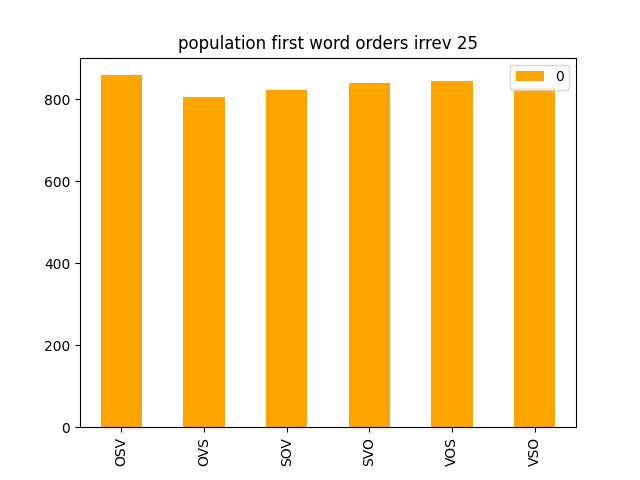 population first word orders irrev 25
0
800
600
400
200
0
OSV
OVS
SOV
SVO
VOS
VSO